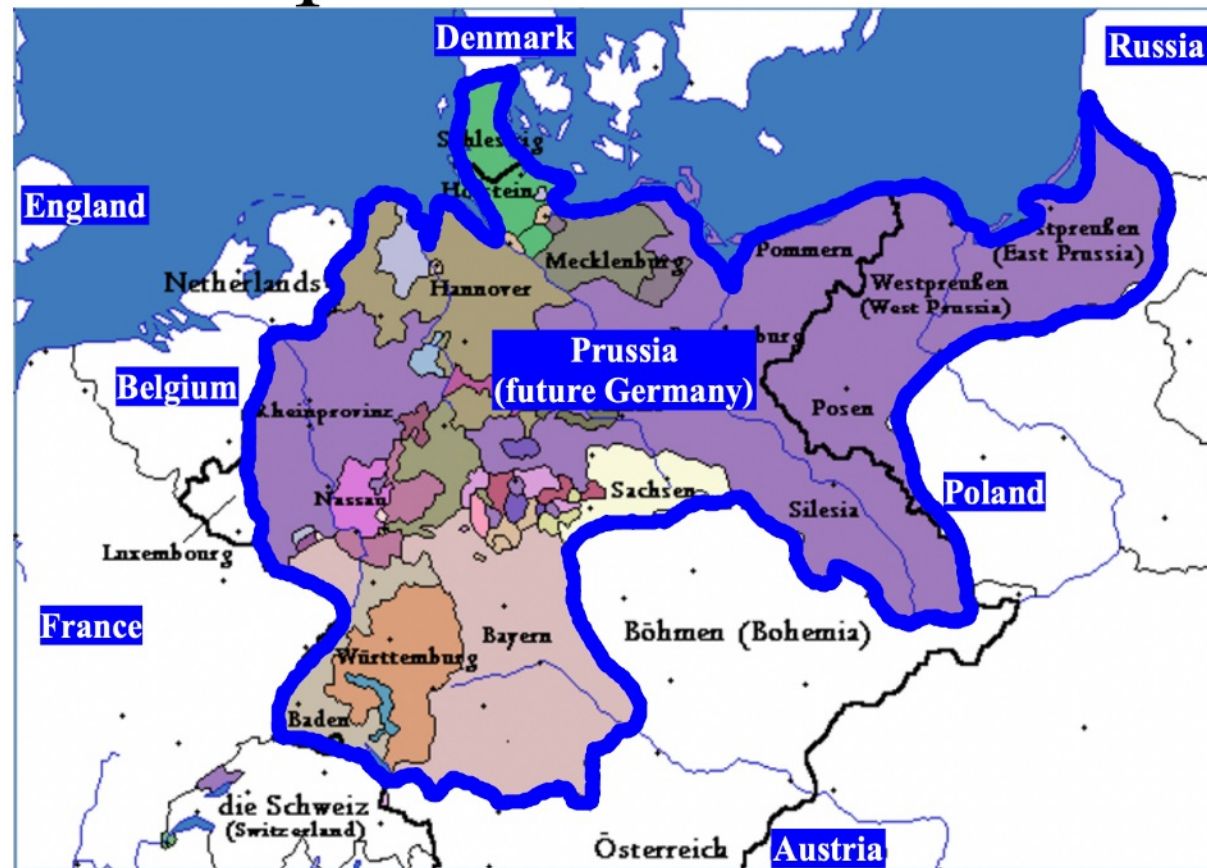 Denmark
Russia
Schleswig
Holstein
England
Netherlands
Mecklenburg
Pommern
(East Prussia)
Hannover
Westpreußen
(West Prussia)
Prussia
(future Germany)
Belgium
Rheinprovinz
Posen
Nassau
Sachsen
Silesia
Poland
Luxembourg
France
Böhmen (Bohemia)
Bayern
Württemburg
Baden
die Schweiz
(Switzerland)
Österreich
Austria